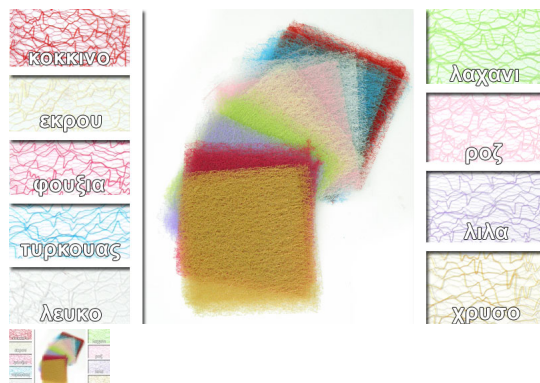 κοκκινο
εκρου
φουξια
τυρκουας
λευκο
λαχανι
ροζ
λιλα
χρυσο